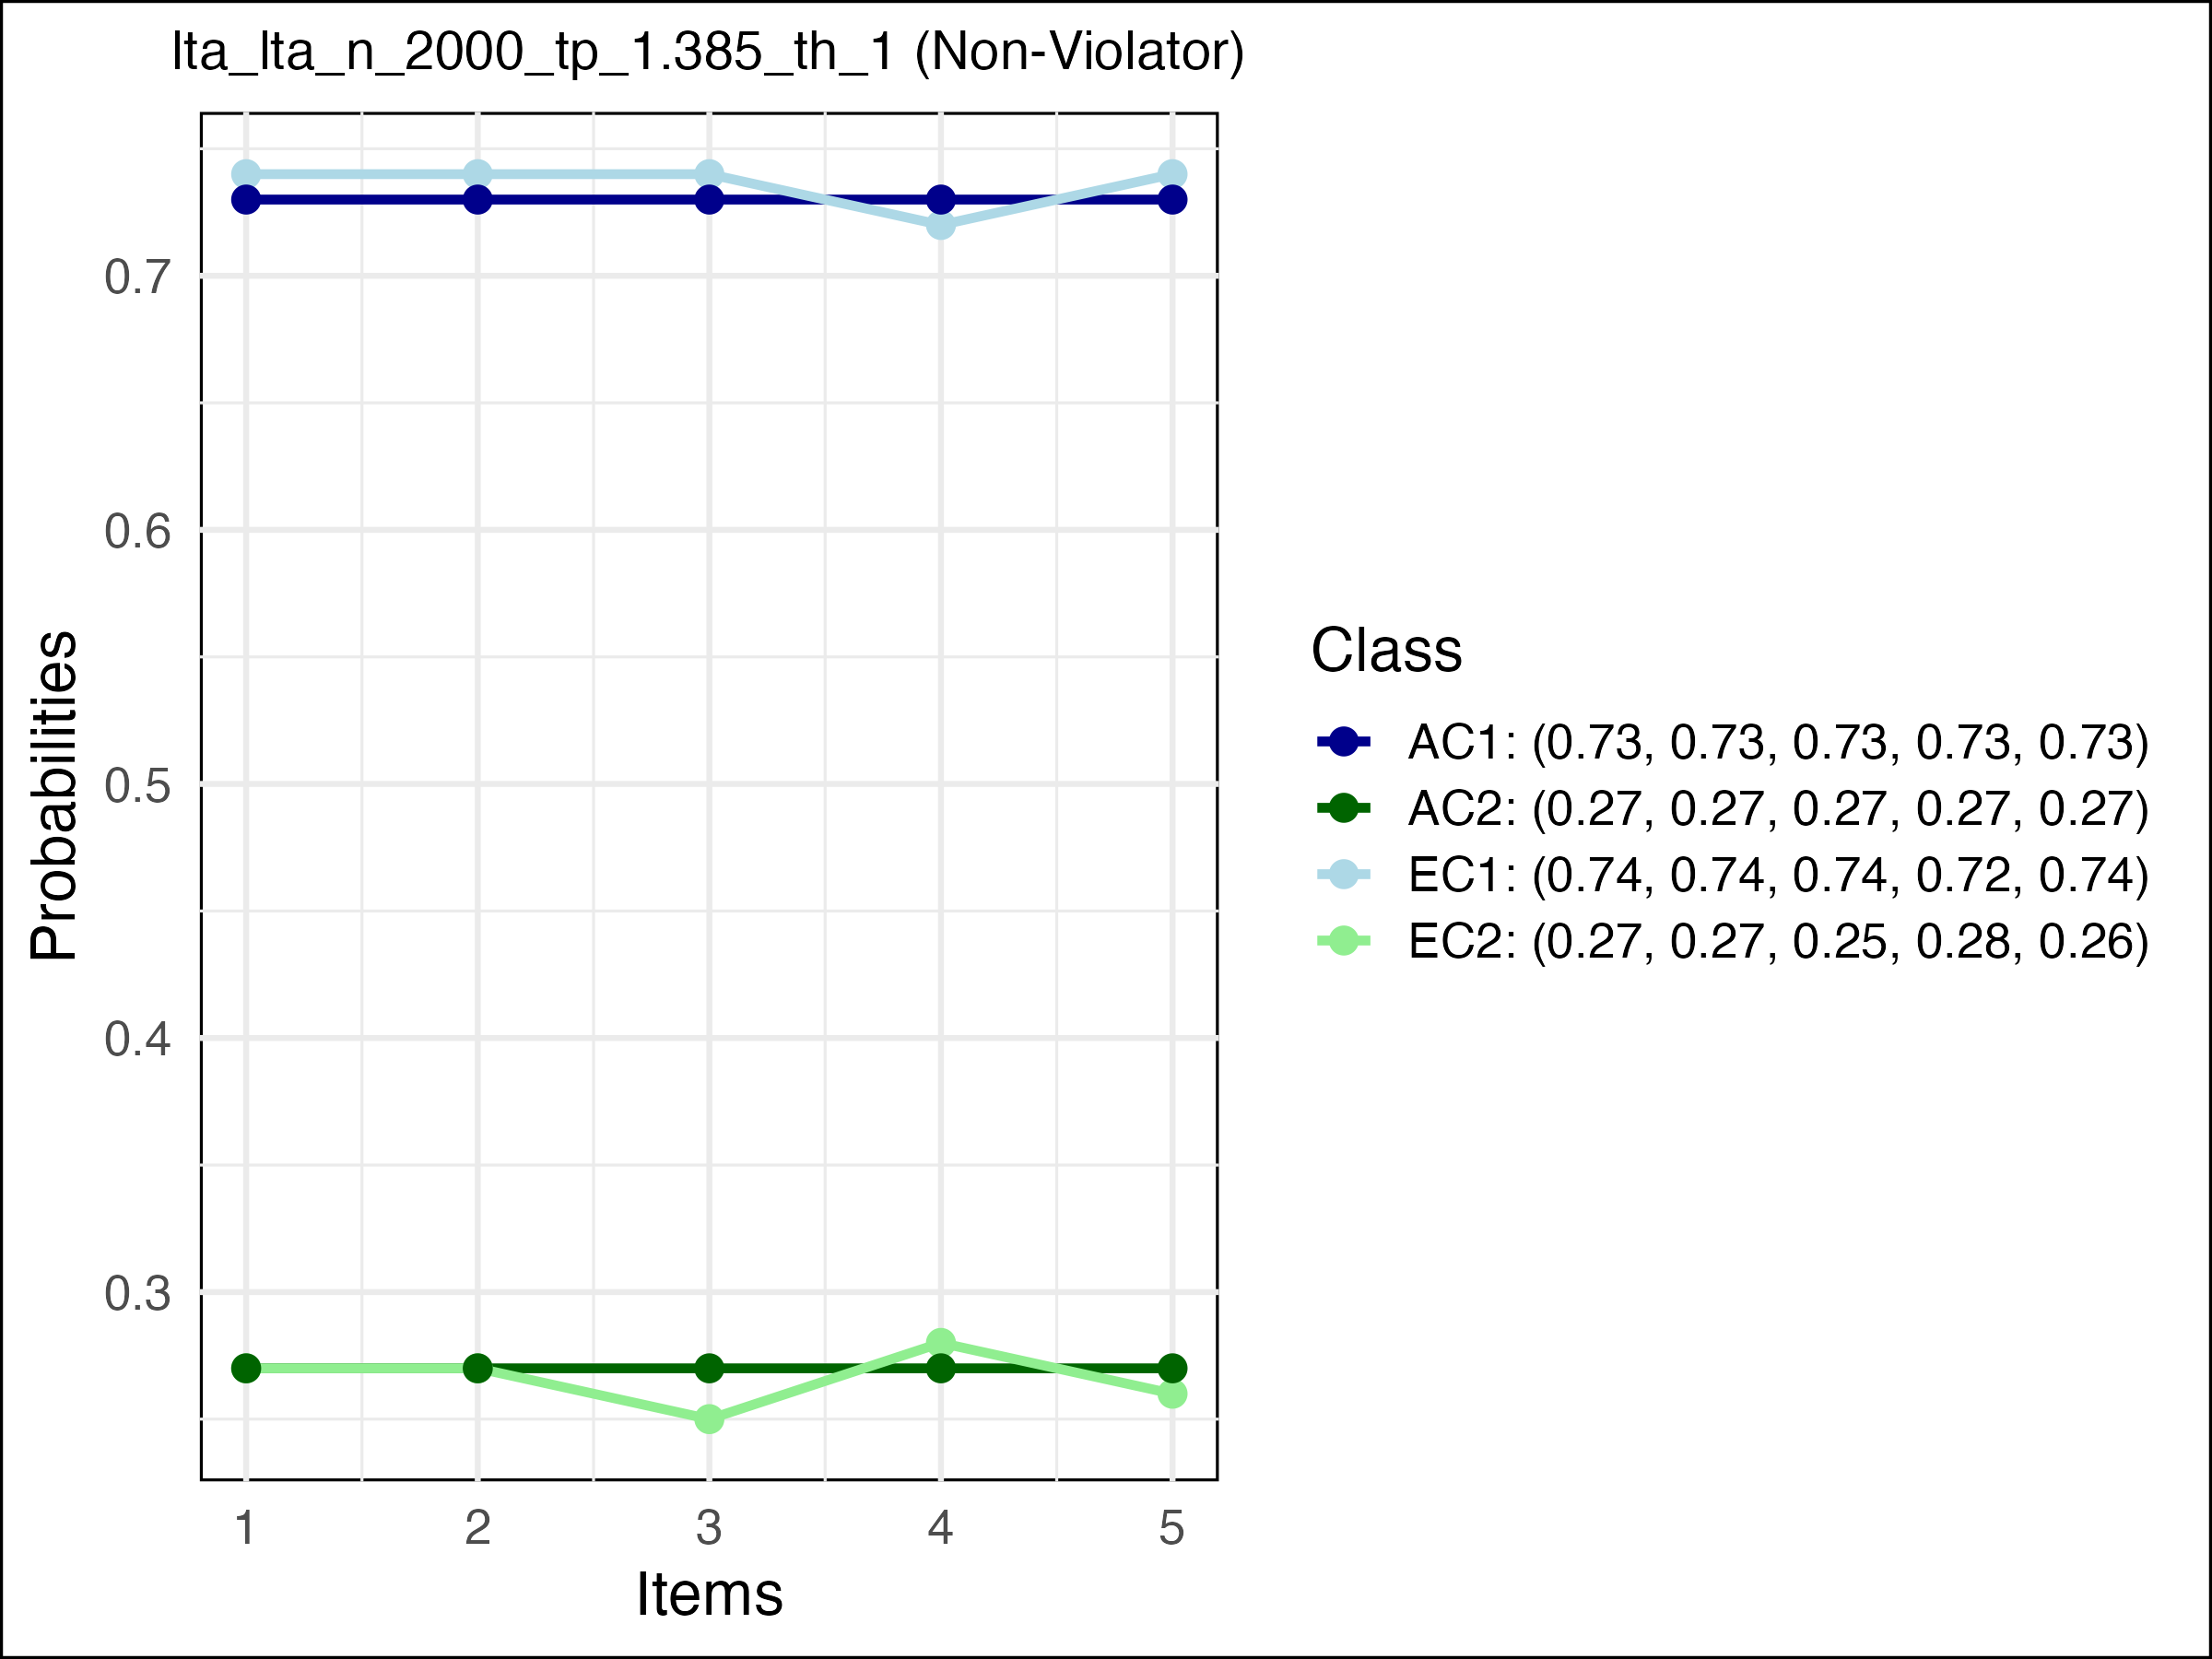 lta_lta_n_2000_tp_1.385_th_1 (Non-Violator)
0.7
0.6
0.5
0.4
0.3
Probabilities
1 2 3 4 5
Items
Class
AC1: (0.73, 0.73, 0.73, 0.73, 0.73)
AC2: (0.27, 0.27, 0.27, 0.27, 0.27)
EC1: (0.74, 0.74, 0.74, 0.72, 0.74)
EC2: (0.27, 0.27, 0.25, 0.28, 0.26)